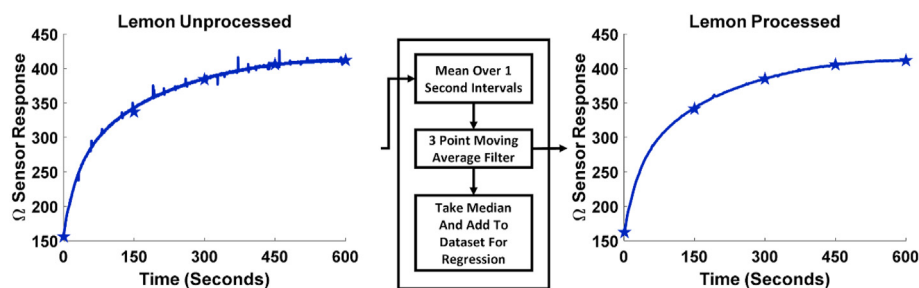 Lemon Unprocessed
450
400
350
300
250
200
150
Ω Sensor Response
0 150 300 450 600
Time (Seconds)
Mean Over 1
Second Intervals
3 Point Moving
Average Filter
Take Median
And Add To
Dataset For
Regression
Lemon Processed
450
400
350
300
250
200
150
Ω Sensor Response
0 150 300 450 600
Time (Seconds)